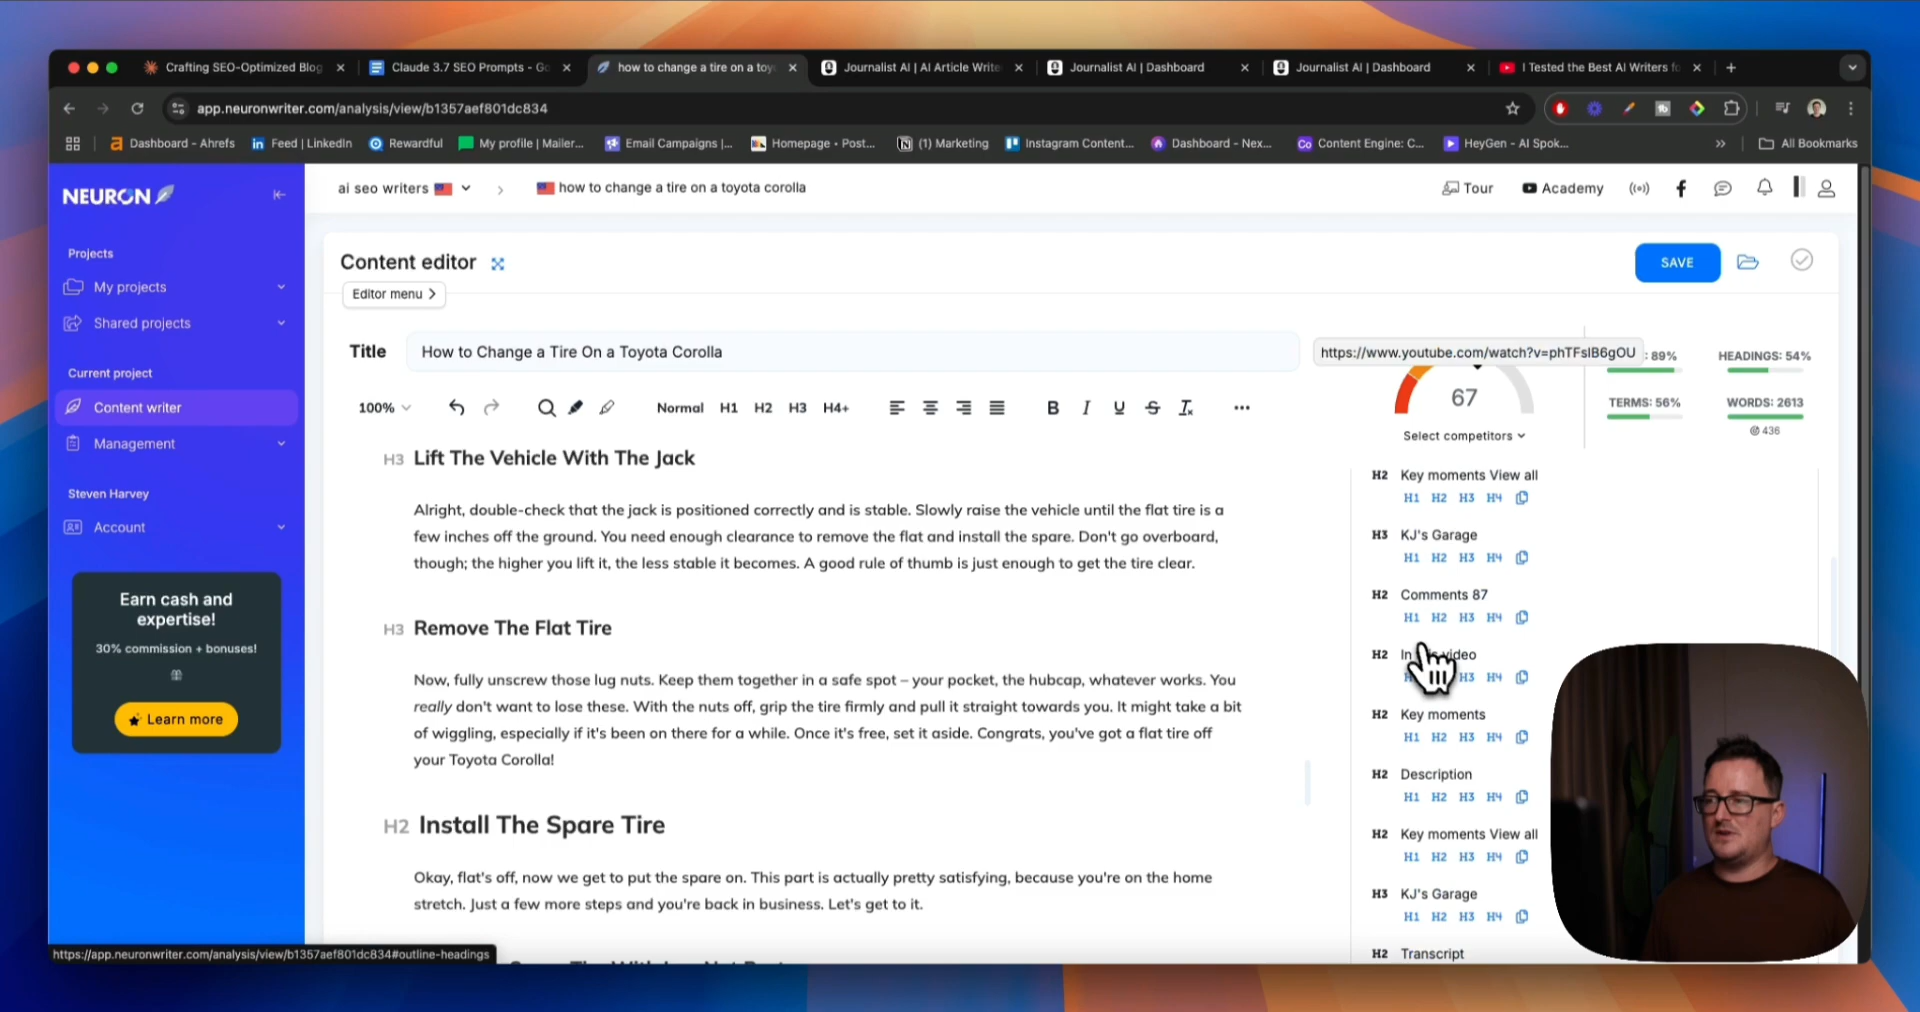 Crafting SEO-Optimized Blog
Claude 3.7 SEO Prompts - Go
how to change a tire on a toy
Journalist AI | AI Article Write
Journalist AI | Dashboard
Journalist AI | Dashboard
I Tested the Best AI Writers fo
app.neuronwriter.com/analysis/view/b1357aef801dc834
Dashboard - Ahrefs
Feed | LinkedIn
Rewardful
My profile | Mailer...
Email Campaigns |...
Homepage • Post...
(1) Marketing
Instagram Content...
Dashboard - Nex...
Content Engine: C...
HeyGen - AI Spok...
All Bookmarks
NEURON
ai seo writers
how to change a tire on a toyota corolla
Tour
Academy
Projects
My projects
Shared projects
Current project
Content writer
Management
Steven Harvey
Account
Earn cash and
expertise!
30% commission + bonuses!
Learn more
Content editor
SAVE
Editor menu
Title
How to Change a Tire On a Toyota Corolla
https://www.youtube.com/watch?v=phTFslB6gOU
: 89%
HEADINGS: 54%
67
TERMS: 56%
WORDS: 2613
436
Select competitors
100%
Normal H1 H2 H3 H4+
B I U S
H3 Lift The Vehicle With The Jack
Alright, double-check that the jack is positioned correctly and is stable. Slowly raise the vehicle until the flat tire is a
few inches off the ground. You need enough clearance to remove the flat and install the spare. Don't go overboard,
though; the higher you lift it, the less stable it becomes. A good rule of thumb is just enough to get the tire clear.
H3 Remove The Flat Tire
Now, fully unscrew those lug nuts. Keep them together in a safe spot – your pocket, the hubcap, whatever works. You
really don't want to lose these. With the nuts off, grip the tire firmly and pull it straight towards you. It might take a bit
of wiggling, especially if it's been on there for a while. Once it's free, set it aside. Congrats, you've got a flat tire off
your Toyota Corolla!
H2 Install The Spare Tire
Okay, flat's off, now we get to put the spare on. This part is actually pretty satisfying, because you're on the home
stretch. Just a few more steps and you're back in business. Let's get to it.
H2 Key moments View all
H1 H2 H3 H4
H3 KJ's Garage
H1 H2 H3 H4
H2 Comments 87
H1 H2 H3 H4
H2 In video
H3 H4
H2 Key moments
H1 H2 H3 H4
H2 Description
H1 H2 H3 H4
H2 Key moments View all
H1 H2 H3 H4
H3 KJ's Garage
H1 H2 H3 H4
H2 Transcript
https://app.neuronwriter.com/analysis/view/b1357aef801dc834#outline-headings